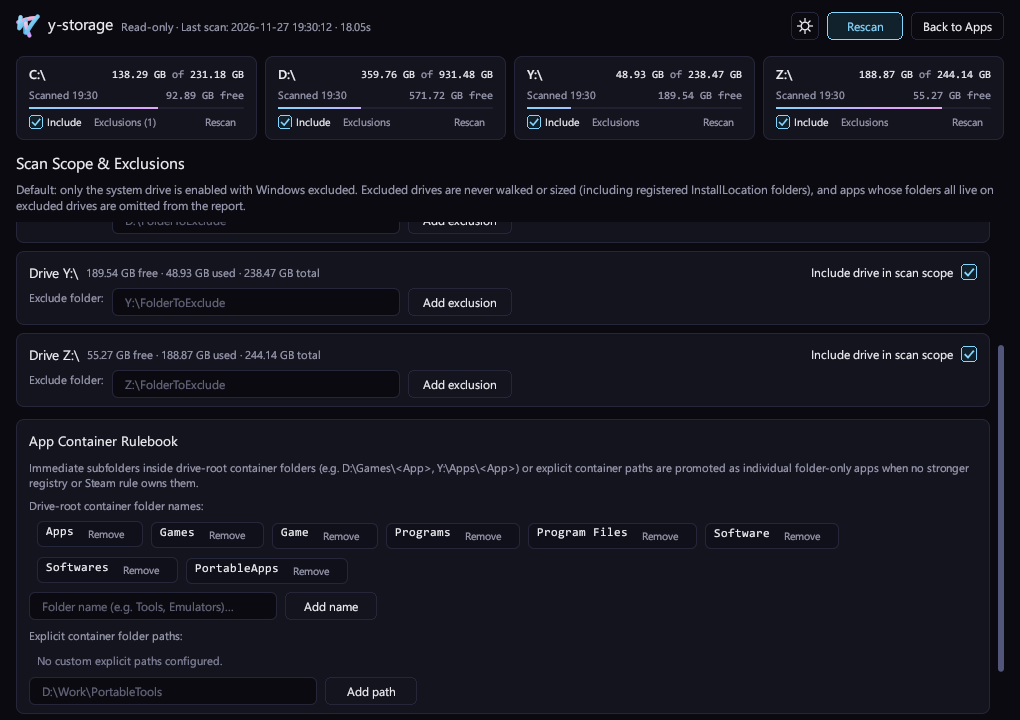 y-storage Read-only · Last scan: 2026-11-27 19:30:12 · 18.05s Rescan Back to Apps
C:\ 138.29 GB of 231.18 GB
Scanned 19:30 92.89 GB free
Include Exclusions (1) Rescan
D:\ 359.76 GB of 931.48 GB
Scanned 19:30 571.72 GB free
Include Exclusions Rescan
Y:\ 48.93 GB of 238.47 GB
Scanned 19:30 189.54 GB free
Include Exclusions Rescan
Z:\ 188.87 GB of 244.14 GB
Scanned 19:30 55.27 GB free
Include Exclusions Rescan
Scan Scope & Exclusions
Default: only the system drive is enabled with Windows excluded. Excluded drives are never walked or sized (including registered InstallLocation folders), and apps whose folders all live on
excluded drives are omitted from the report.
D:\FolderToExclude Add exclusion
Drive Y:\ 189.54 GB free · 48.93 GB used · 238.47 GB total Include drive in scan scope
Exclude folder: Y:\FolderToExclude Add exclusion
Drive Z:\ 55.27 GB free · 188.87 GB used · 244.14 GB total Include drive in scan scope
Exclude folder: Z:\FolderToExclude Add exclusion
App Container Rulebook
Immediate subfolders inside drive-root container folders (e.g. D:\Games\<App>, Y:\Apps\<App>) or explicit container paths are promoted as individual folder-only apps when no stronger
registry or Steam rule owns them.
Drive-root container folder names:
Apps Remove Games Remove Game Remove Programs Remove Program Files Remove Software Remove
Softwares Remove PortableApps Remove
Folder name (e.g. Tools, Emulators)... Add name
Explicit container folder paths:
No custom explicit paths configured.
D:\Work\PortableTools Add path